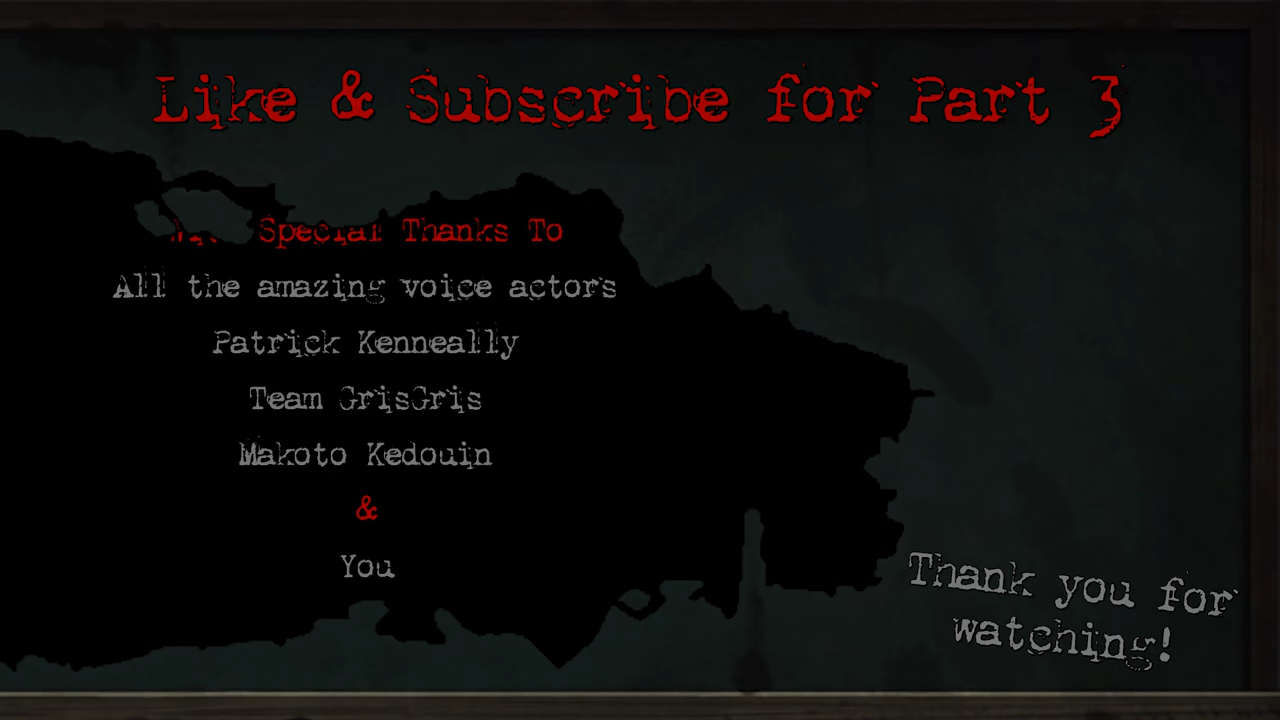 Like & Subscribe for Part 3
Special Thanks To
All the amazing voice actors
Patrick Kenneally
Team GrisGris
Makoto Kedouin
&
You
Thank you for
watching!